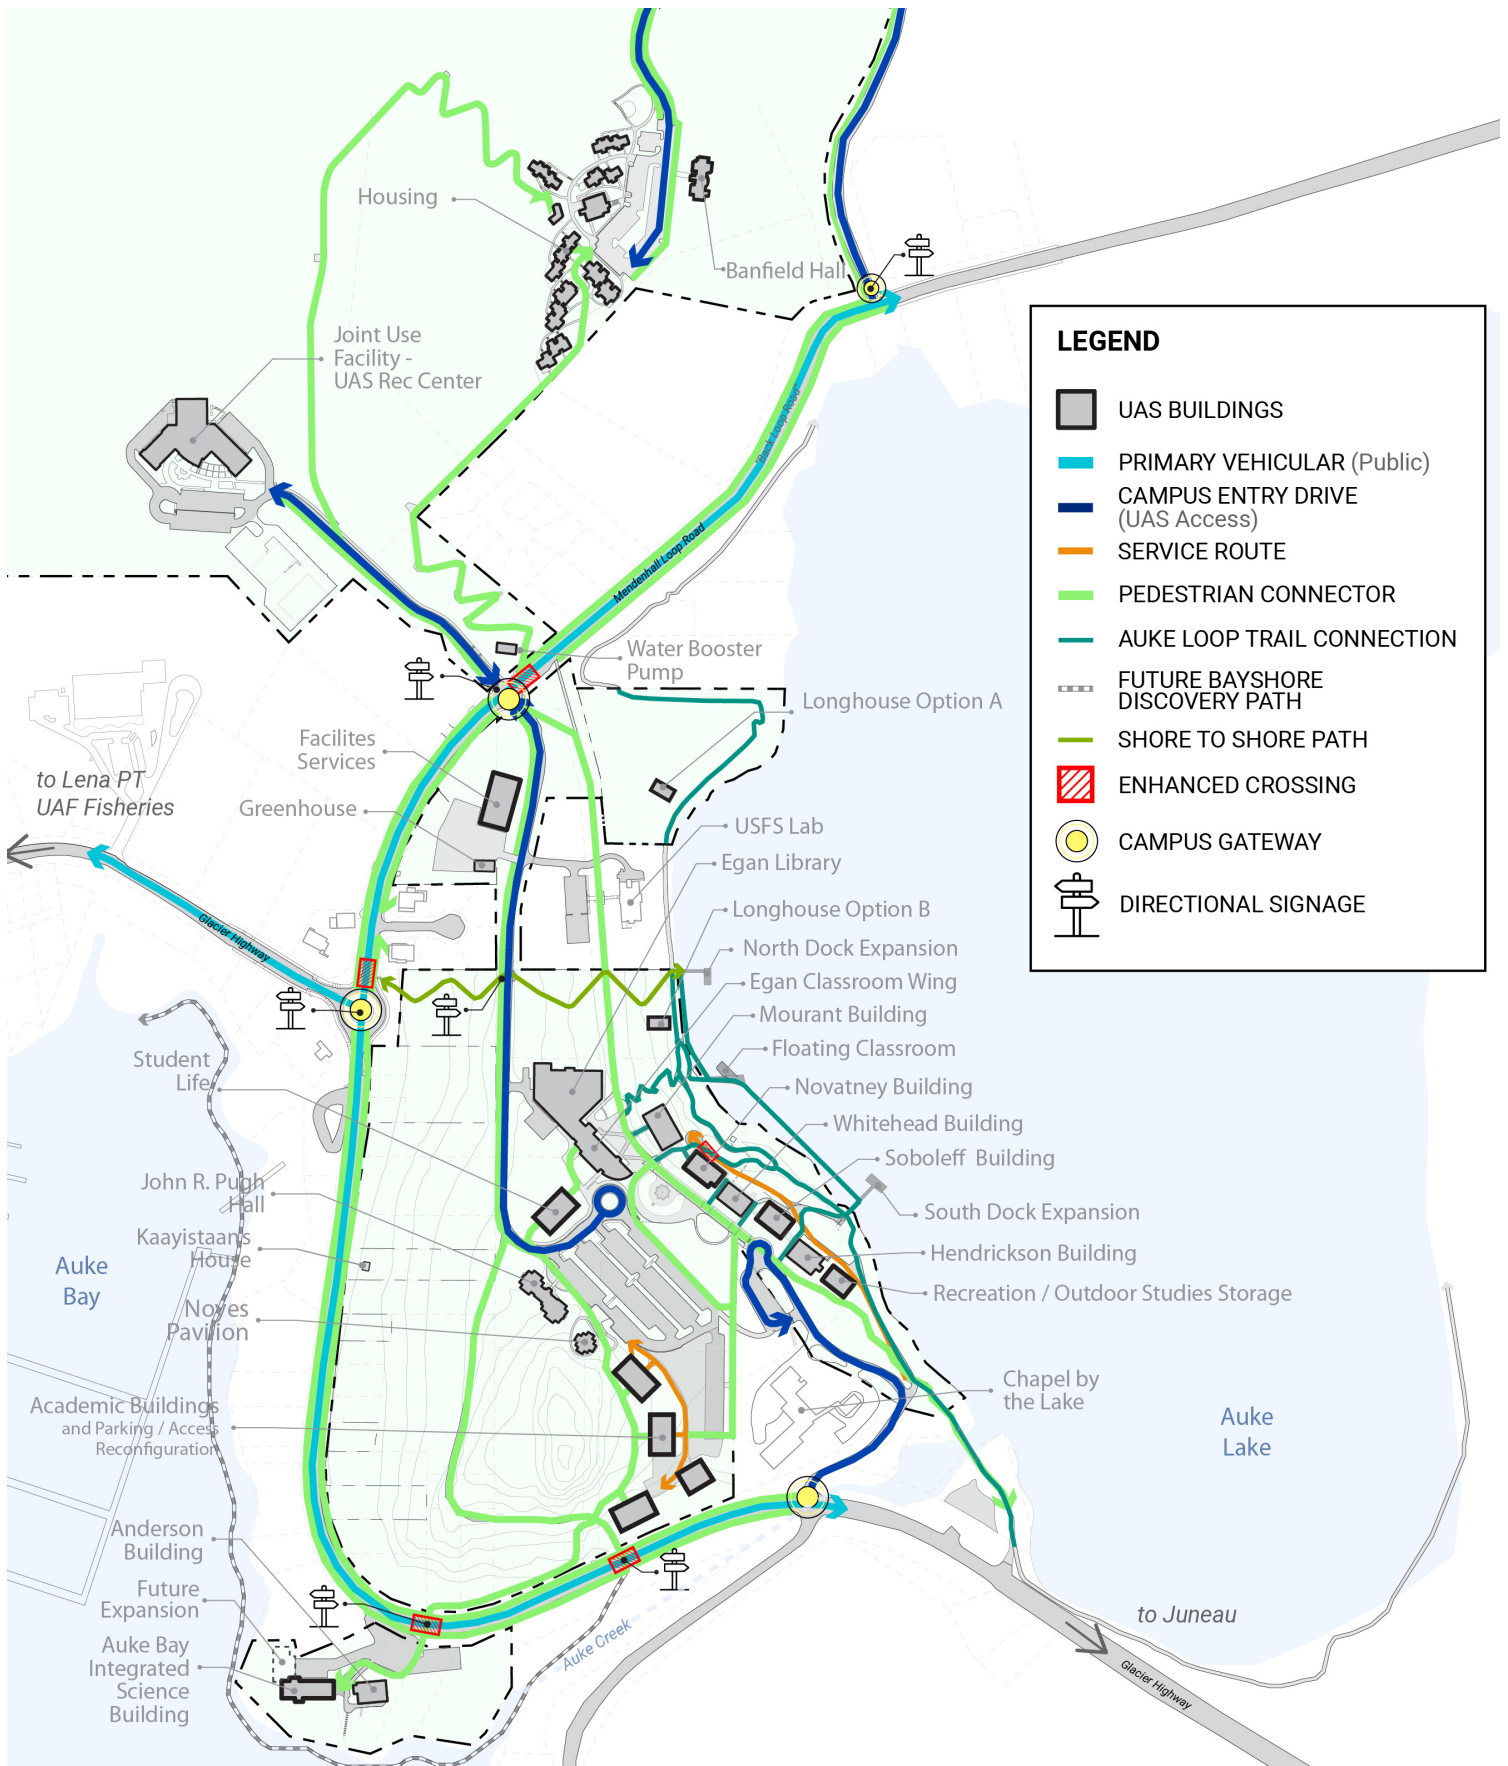 Housing
Banfield Hall
Joint Use
Facility -
UAS Rec Center
"Back Loop Road"
Mendenhall Loop Road
LEGEND
UAS BUILDINGS
PRIMARY VEHICULAR (Public)
CAMPUS ENTRY DRIVE
(UAS Access)
SERVICE ROUTE
PEDESTRIAN CONNECTOR
AUKE LOOP TRAIL CONNECTION
FUTURE BAYSHORE
DISCOVERY PATH
SHORE TO SHORE PATH
ENHANCED CROSSING
CAMPUS GATEWAY
DIRECTIONAL SIGNAGE
Water Booster
Pump
Longhouse Option A
Facilites
Services
to Lena PT
UAF Fisheries
Greenhouse
USFS Lab
Egan Library
Longhouse Option B
Glacier Highway
North Dock Expansion
Egan Classroom Wing
Mourant Building
Floating Classroom
Student
Life
Novatney Building
Whitehead Building
Soboleff Building
John R. Pugh
Hall
South Dock Expansion
Kaayistaan's
House
Hendrickson Building
Auke
Bay
Recreation / Outdoor Studies Storage
Noyes
Pavilion
Chapel by
the Lake
Academic Buildings
and Parking / Access
Reconfiguration
Auke
Lake
Anderson
Building
Future
Expansion
to Juneau
Auke Creek
Auke Bay
Integrated
Science
Building
Glacier Highway